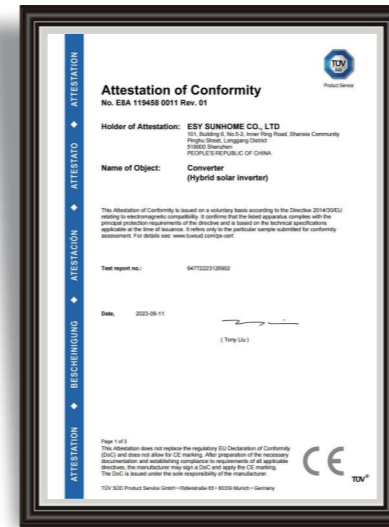 TÜV
SÜD
Product Service
Attestation of Conformity
No. E8A 119458 0011 Rev. 01
Holder of Attestation: ESY SUNHOME CO., LTD
101, Building 6, No.5-2, Inner Ring Road, Shanxia Community
Pinghu Street, Longgang District
518000 Shenzhen
PEOPLE'S REPUBLIC OF CHINA
Name of Object: Converter
(Hybrid solar inverter)
This Attestation of Conformity is issued on a voluntary basis according to the Directive 2014/30/EU
relating to electromagnetic compatibility. It confirms that the listed apparatus complies with the
principal protection requirements of the directive and is based on the technical specifications
applicable at the time of issuance. It refers only to the particular sample submitted for conformity
assessment. For details see: www.tuvsud.com/ps-cert
Test report no.: 64772223126902
Date, 2023-09-11
( Tony Liu )
Page 1 of 3
This Attestation does not replace the regulatory EU Declaration of Conformity
(DoC) and does not allow for CE marking. After preparation of the necessary
documentation and establishing compliance to requirements of all applicable
directives, the manufacturer may sign a DoC and apply the CE marking.
The DoC is issued under the sole responsibility of the manufacturer.
CE
TÜV SÜD Product Service GmbH • Ridlerstraße 65 • 80339 Munich • Germany
TÜV®
ATTESTATION ◆ BESCHEINIGUNG ◆ ATESTACIÓN ◆ ATTESTATO ◆ ATTESTATION